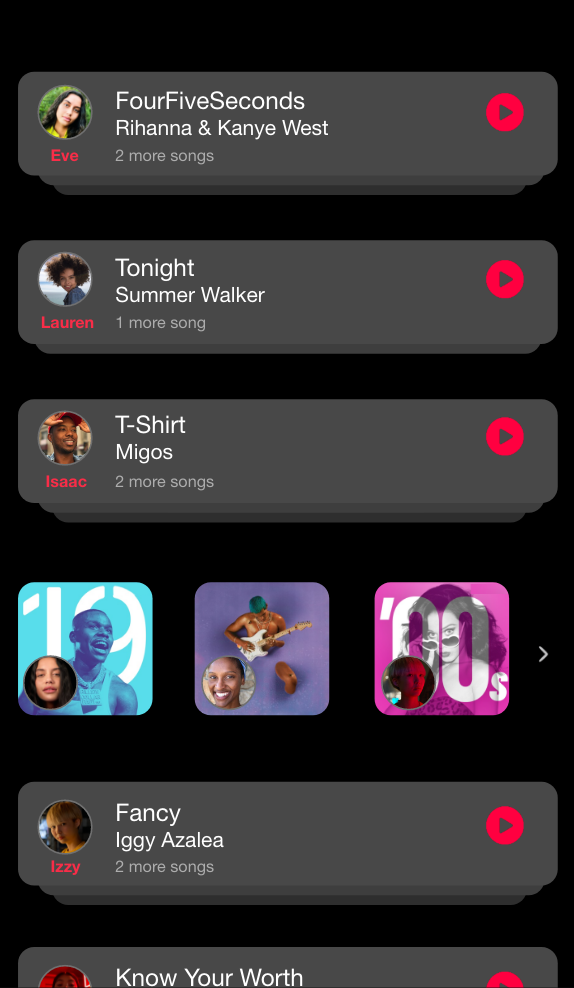 FourFiveSeconds
Rihanna & Kanye West
Eve
2 more songs
Tonight
Summer Walker
Lauren
1 more song
T-Shirt
Migos
Isaac
2 more songs
19
'00s
Fancy
Iggy Azalea
Izzy
2 more songs
Know Your Worth